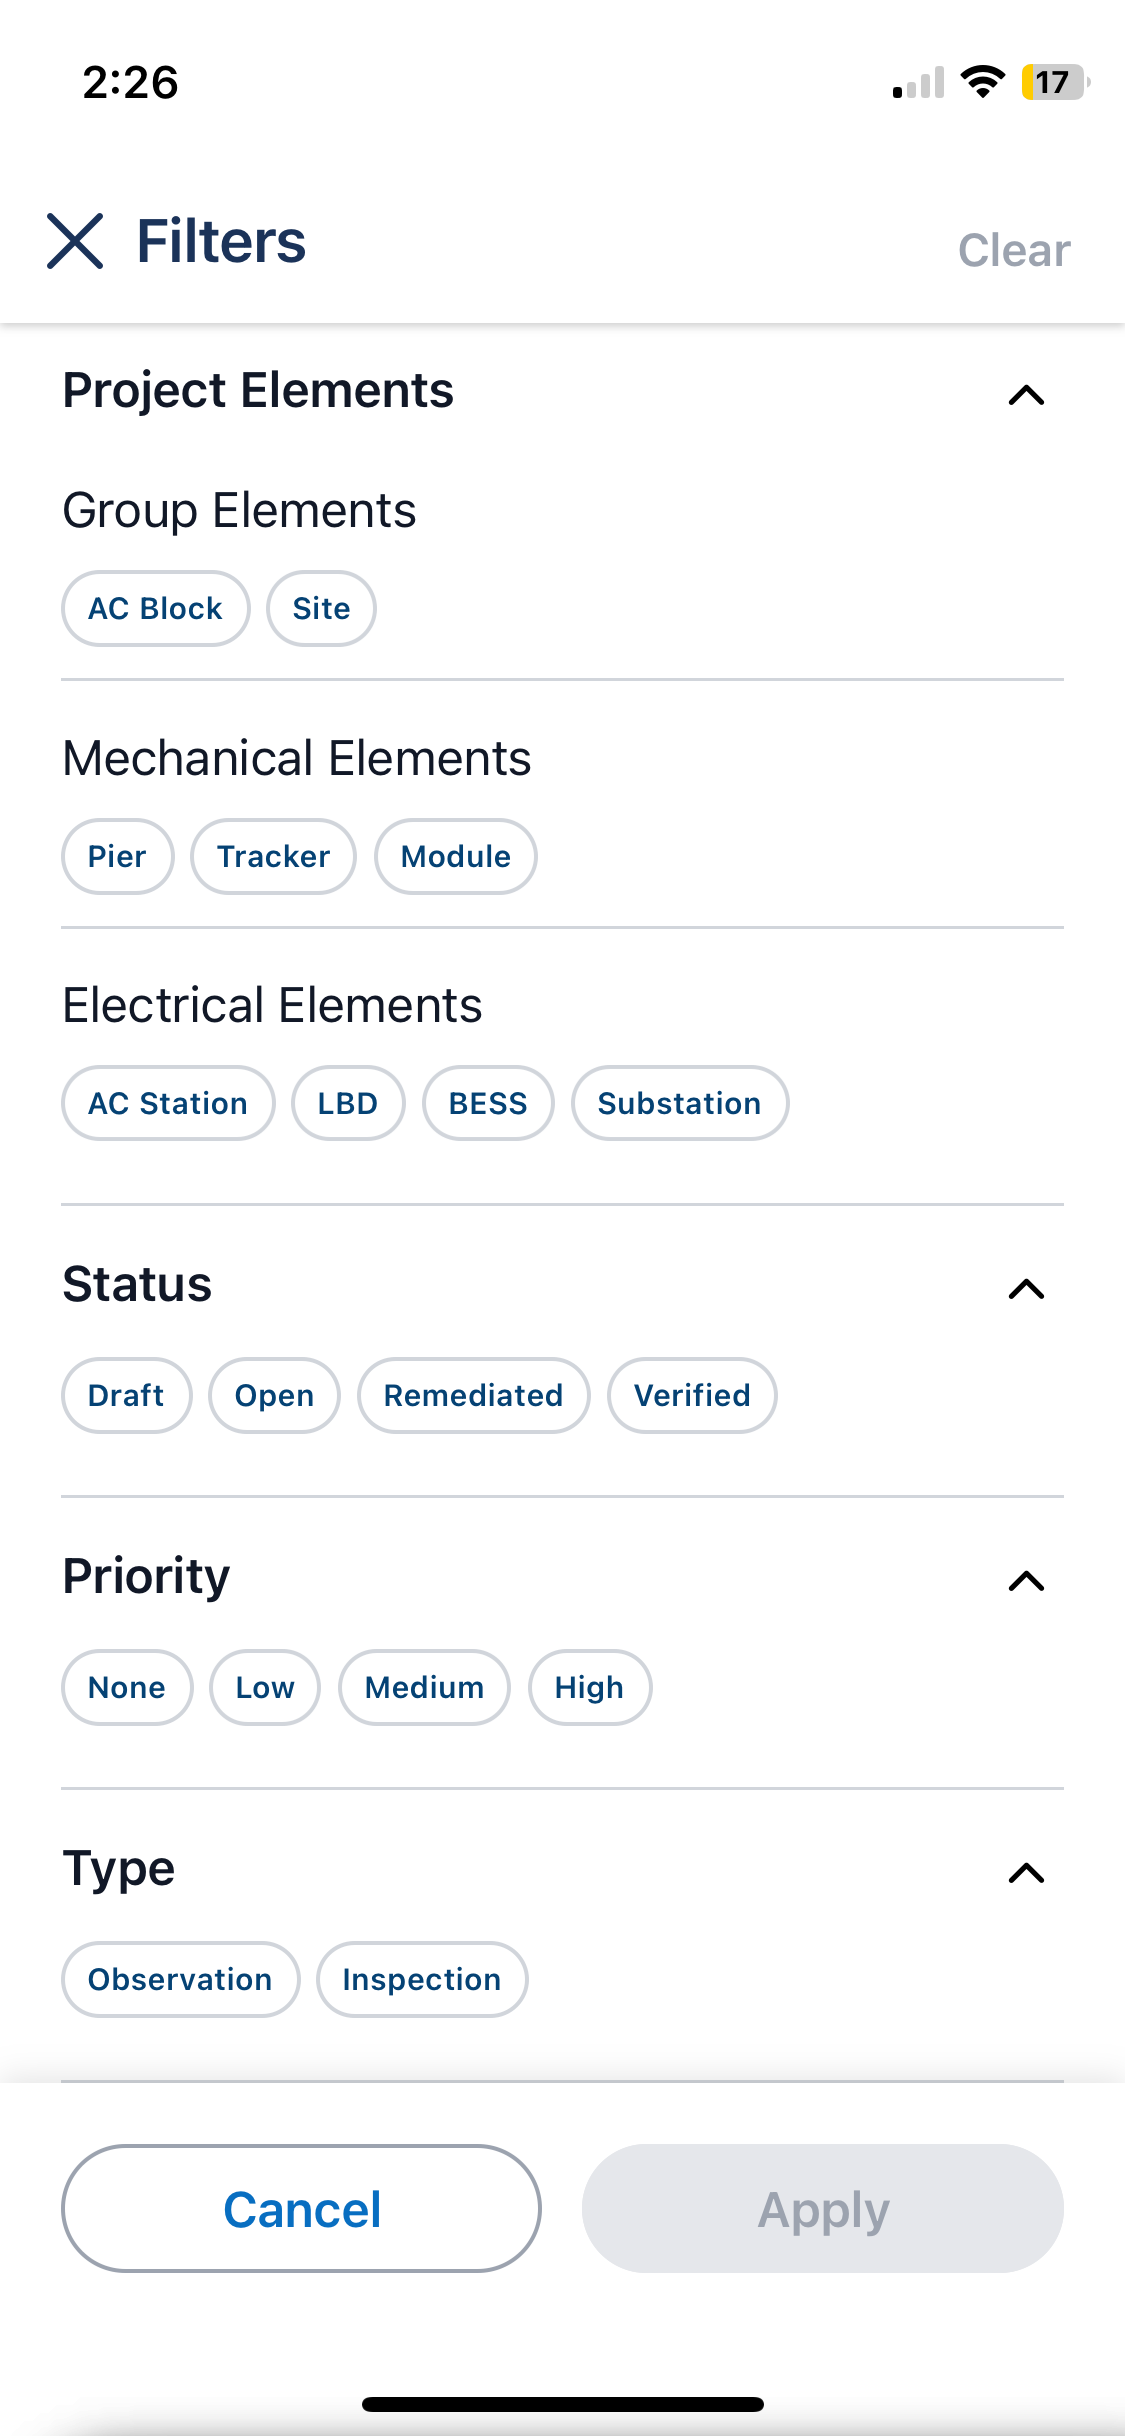 2:26 17
Filters Clear
Project Elements
Group Elements
AC Block Site
Mechanical Elements
Pier Tracker Module
Electrical Elements
AC Station LBD BESS Substation
Status
Draft Open Remediated Verified
Priority
None Low Medium High
Type
Observation Inspection
Cancel Apply